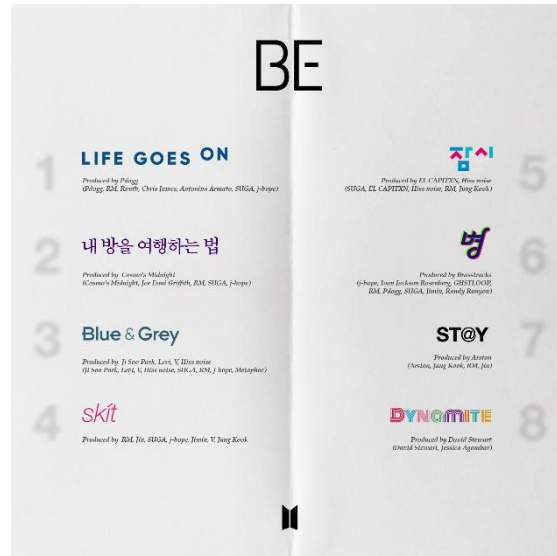 BE
1
LIFE GOES ON
Produced by Pdogg
(Pdogg, RM, Ruuth, Chris James, Antonina Armato, SUGA, j-hope)
2
내 방을 여행하는 법
Produced by Cosmo's Midnight
(Cosmo's Midnight, Joe Femi Griffith, RM, SUGA, j-hope)
3
Blue & Grey
Produced by Ji Soo Park, Levi, V, Hiss noise
(Ji Soo Park, Levi, V, Hiss noise, SUGA, RM, j-hope, Metaphor)
4
skit
Produced by RM, Jin, SUGA, j-hope, Jimin, V, Jung Kook
잠시
5
Produced by EL CAPITXN, Hiss noise
(SUGA, EL CAPITXN, Hiss noise, RM, Jung Kook)
병
6
Produced by Brasstracks
(j-hope, Ivan Jackson Rosenberg, GHSTLOOP,
RM, Pdogg, SUGA, Jimin, Randy Runyon)
ST@Y
7
Produced by Arston
(Arston, Jung Kook, RM, Jin)
DYNAMITE
8
Produced by David Stewart
(David Stewart, Jessica Agombar)